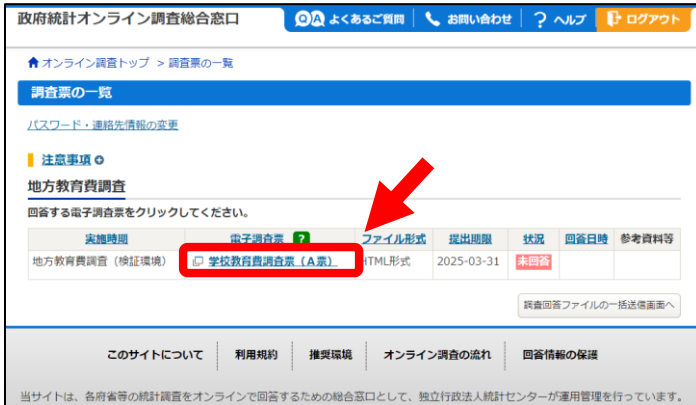 政府統計オンライン調査総合窓口
QA よくあるご質問 お問い合わせ ? ヘルプ ログアウト
オンライン調査トップ > 調査票の一覧
調査票の一覧
パスワード・連絡先情報の変更
注意事項
地方教育費調査
回答する電子調査票をクリックしてください。
実施時期 電子調査票 ? ファイル形式 提出期限 状況 回答日時 参考資料等
地方教育費調査(検証環境) 学校教育費調査票(A票) HTML形式 2025-03-31 未回答
調査回答ファイルの一括送信画面へ
このサイトについて 利用規約 推奨環境 オンライン調査の流れ 回答情報の保護
当サイトは、各府省等の統計調査をオンラインで回答するための総合窓口として、独立行政法人統計センターが運用管理を行っています。